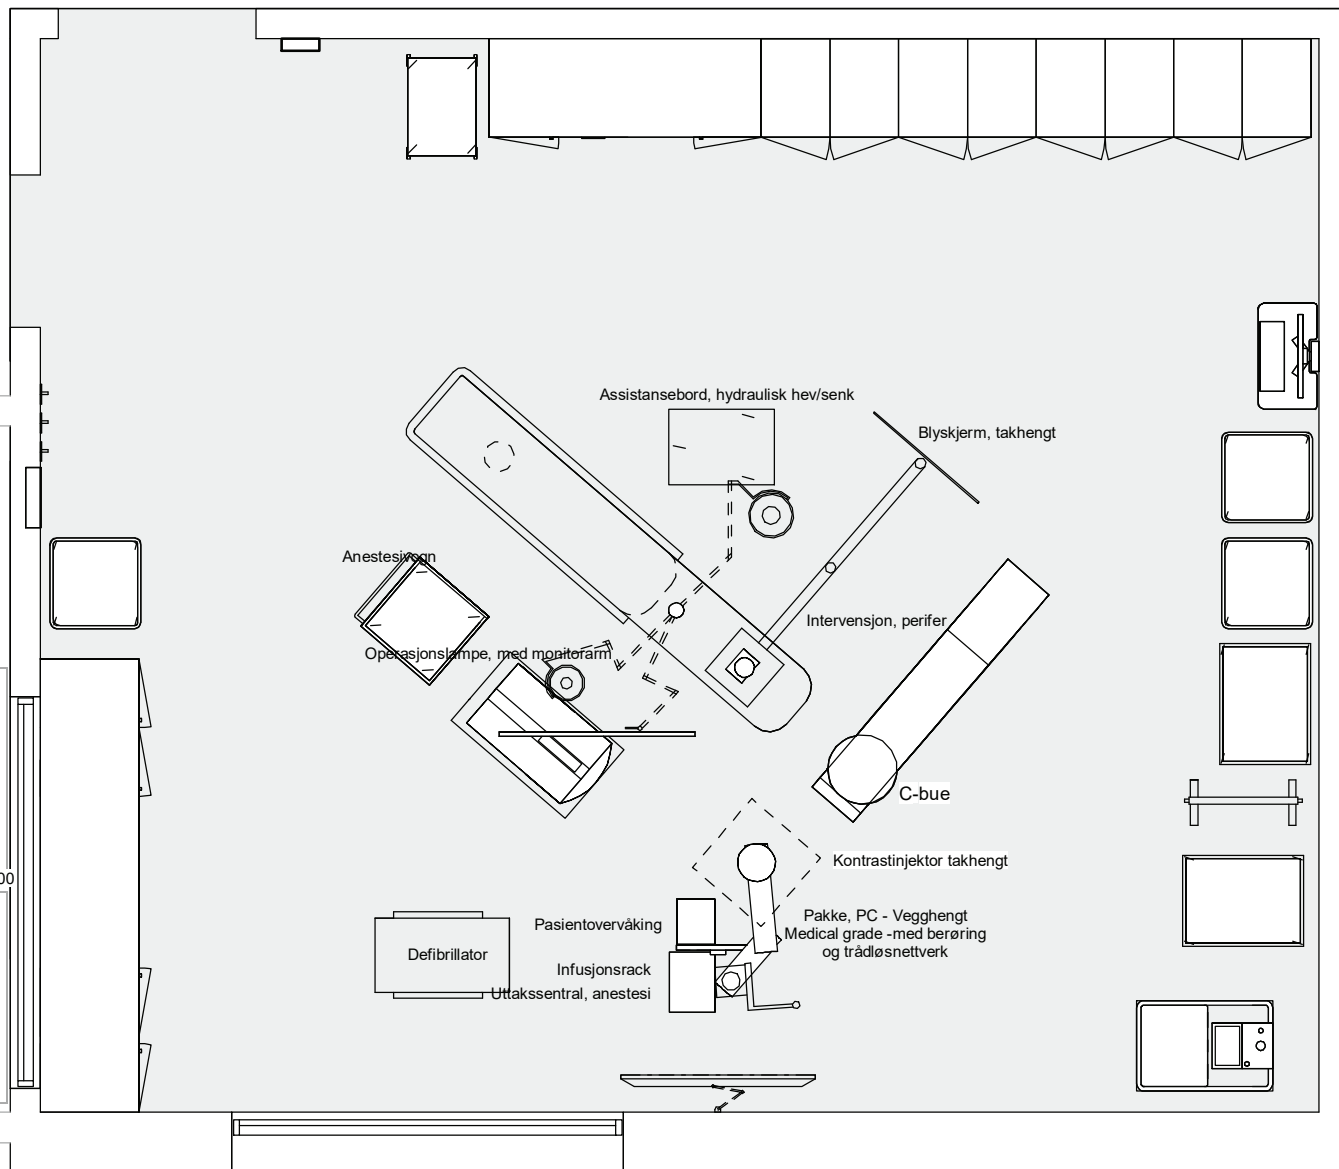 Assistansebord, hydraulisk hev/senk
Blyskjerm, takhengt
Anestesivogn
Intervensjon, perifer
Operasjonslampe, med monitorarm
C-bue
00
Kontrastinjektor takhengt
Pasientovervåking
Pakke, PC - Vegghengt
Medical grade -med berøring
og trådløsnettverk
Defibrillator
Infusjonsrack
Uttakssentral, anestesi